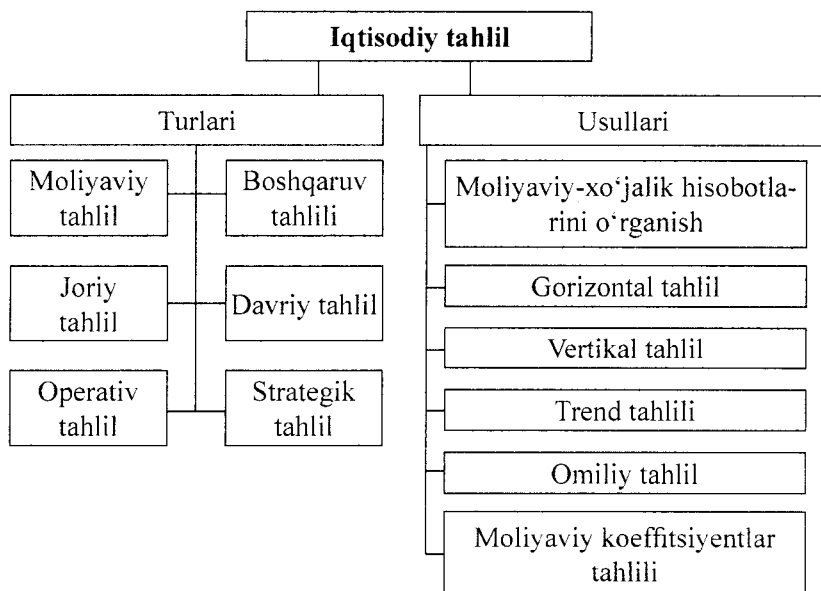 Iqtisodiy tahlil
Turlari
Moliyaviy
tahlil
Boshqaruv
tahlili
Joriy
tahlil
Davriy tahlil
Operativ
tahlil
Strategik
tahlil
Usullari
Moliyaviy-xo‘jalik hisobotla-
rini o‘rganish
Gorizontal tahlil
Vertikal tahlil
Trend tahlili
Omiliy tahlil
Moliyaviy koeffitsiyentlar
tahlili